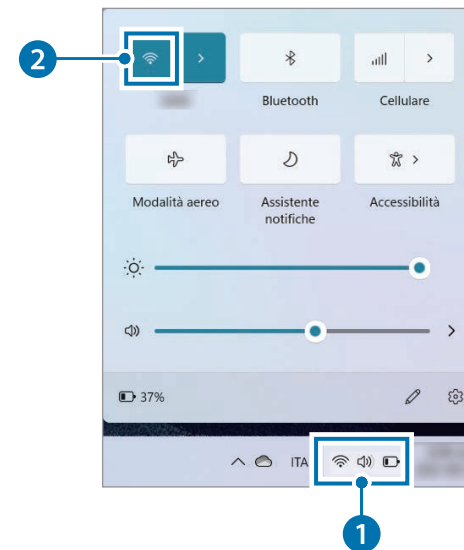 2
Bluetooth
Cellulare
Modalità aereo
Assistente
notifiche
Accessibilità
37%
ITA
1